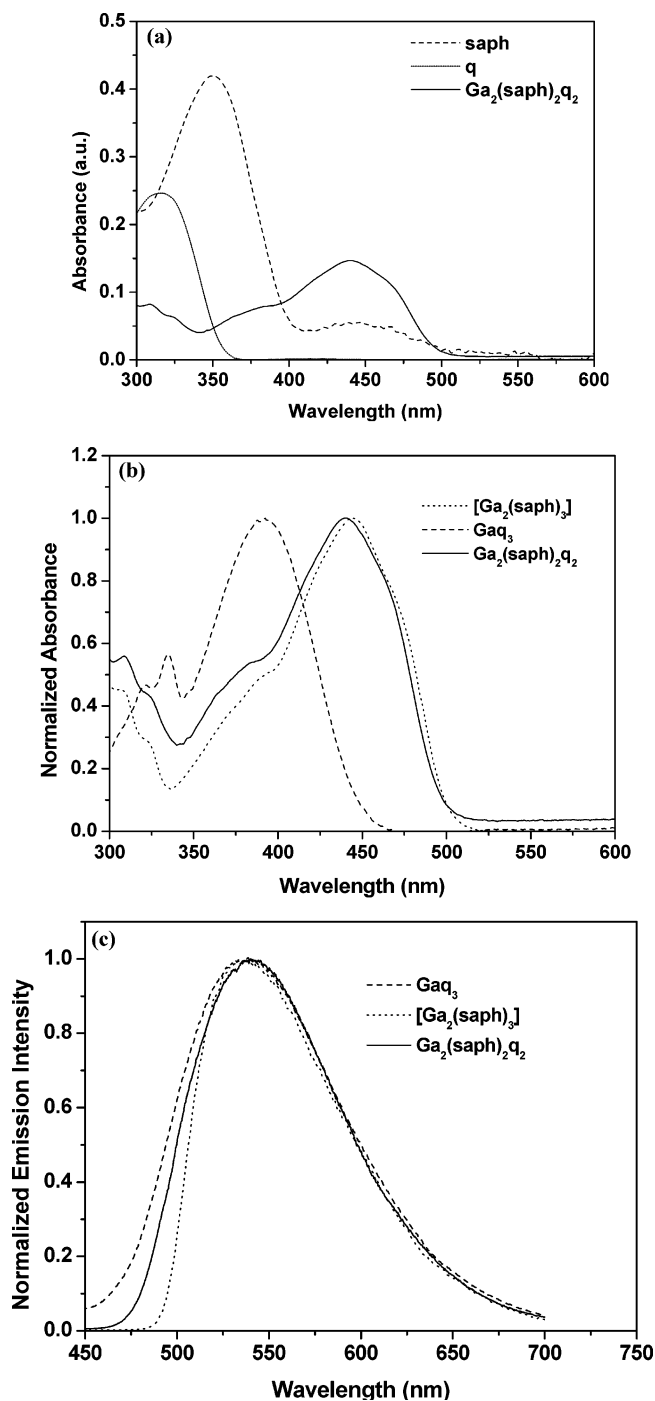 (a)
saph
q
Ga₂(saph)₂q₂
Absorbance (a.u.)
0.5
0.4
0.3
0.2
0.1
0.0
300 350 400 450 500 550 600
Wavelength (nm)
(b)
[Ga₂(saph)₃]
Gaq₃
Ga₂(saph)₂q₂
Normalized Absorbance
1.2
1.0
0.8
0.6
0.4
0.2
0.0
300 350 400 450 500 550 600
Wavelength (nm)
(c)
Gaq₃
[Ga₂(saph)₃]
Ga₂(saph)₂q₂
Normalized Emission Intensity
1.0
0.8
0.6
0.4
0.2
0.0
450 500 550 600 650 700 750
Wavelength (nm)